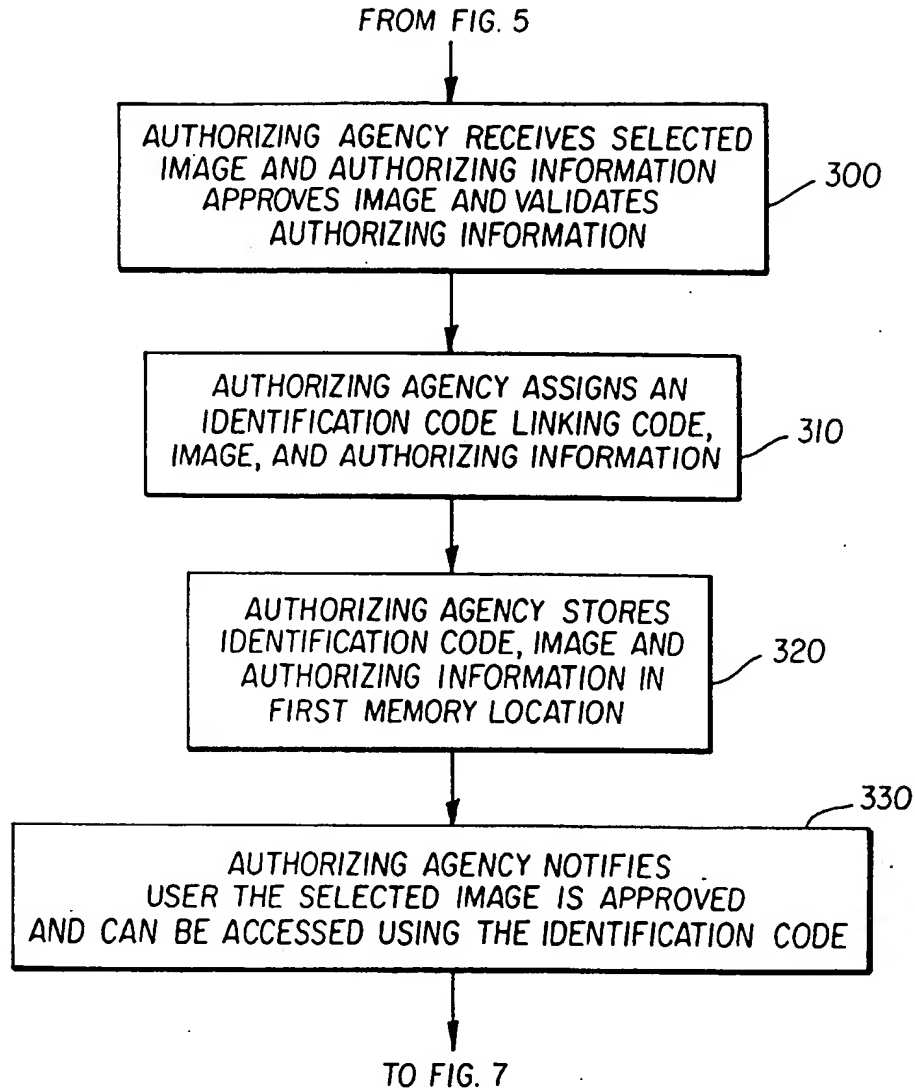 FROM FIG. 5
AUTHORIZING AGENCY RECEIVES SELECTED
IMAGE AND AUTHORIZING INFORMATION
APPROVES IMAGE AND VALIDATES
AUTHORIZING INFORMATION
300
AUTHORIZING AGENCY ASSIGNS AN
IDENTIFICATION CODE LINKING CODE,
IMAGE, AND AUTHORIZING INFORMATION
310
AUTHORIZING AGENCY STORES
IDENTIFICATION CODE, IMAGE AND
AUTHORIZING INFORMATION IN
FIRST MEMORY LOCATION
320
330
AUTHORIZING AGENCY NOTIFIES
USER THE SELECTED IMAGE IS APPROVED
AND CAN BE ACCESSED USING THE IDENTIFICATION CODE
TO FIG. 7